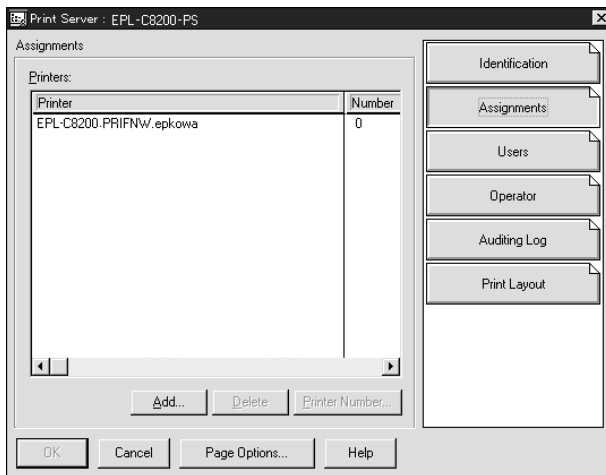 Print Server : EPL-C8200-PS
Assignments
Printers:
Printer Number
EPL-C8200.PRIFNW.epkowa 0
Add... Delete Printer Number...
OK Cancel Page Options... Help
Identification
Assignments
Users
Operator
Auditing Log
Print Layout